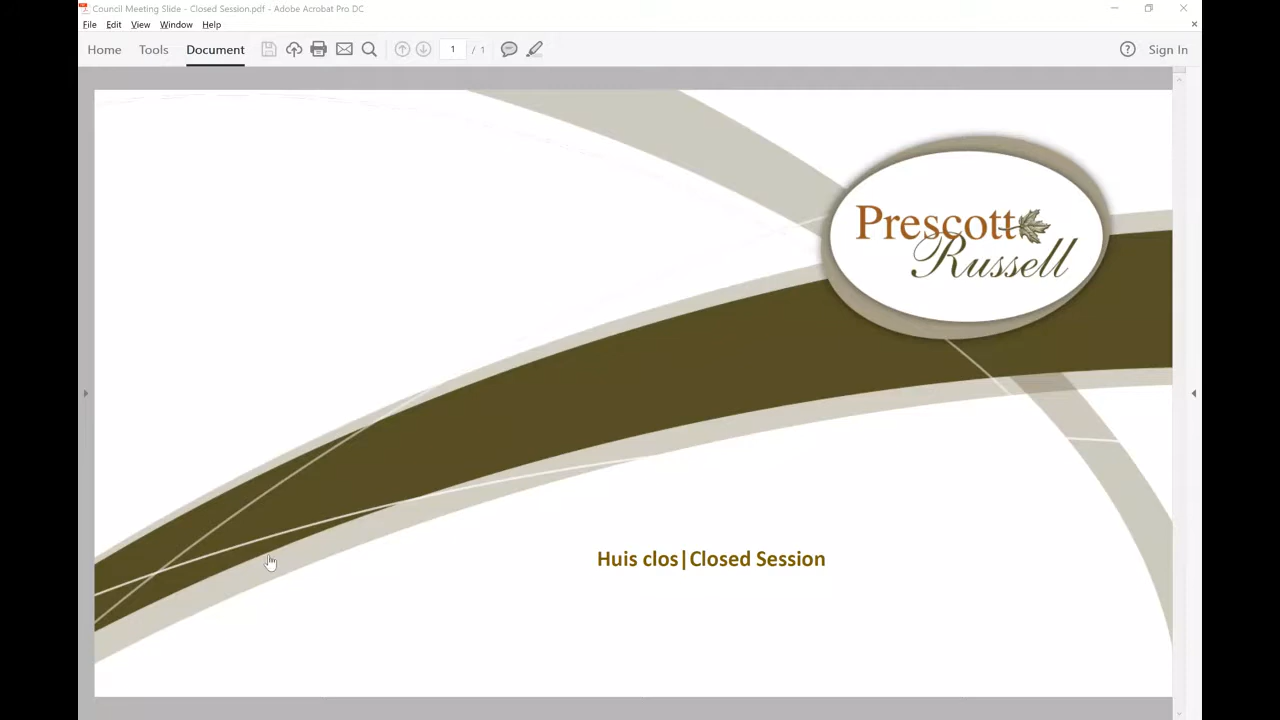 Council Meeting Slide - Closed Session.pdf - Adobe Acrobat Pro DC
File Edit View Window Help
Home Tools Document 1 / 1 Sign In
Prescott
Russell
Huis clos|Closed Session